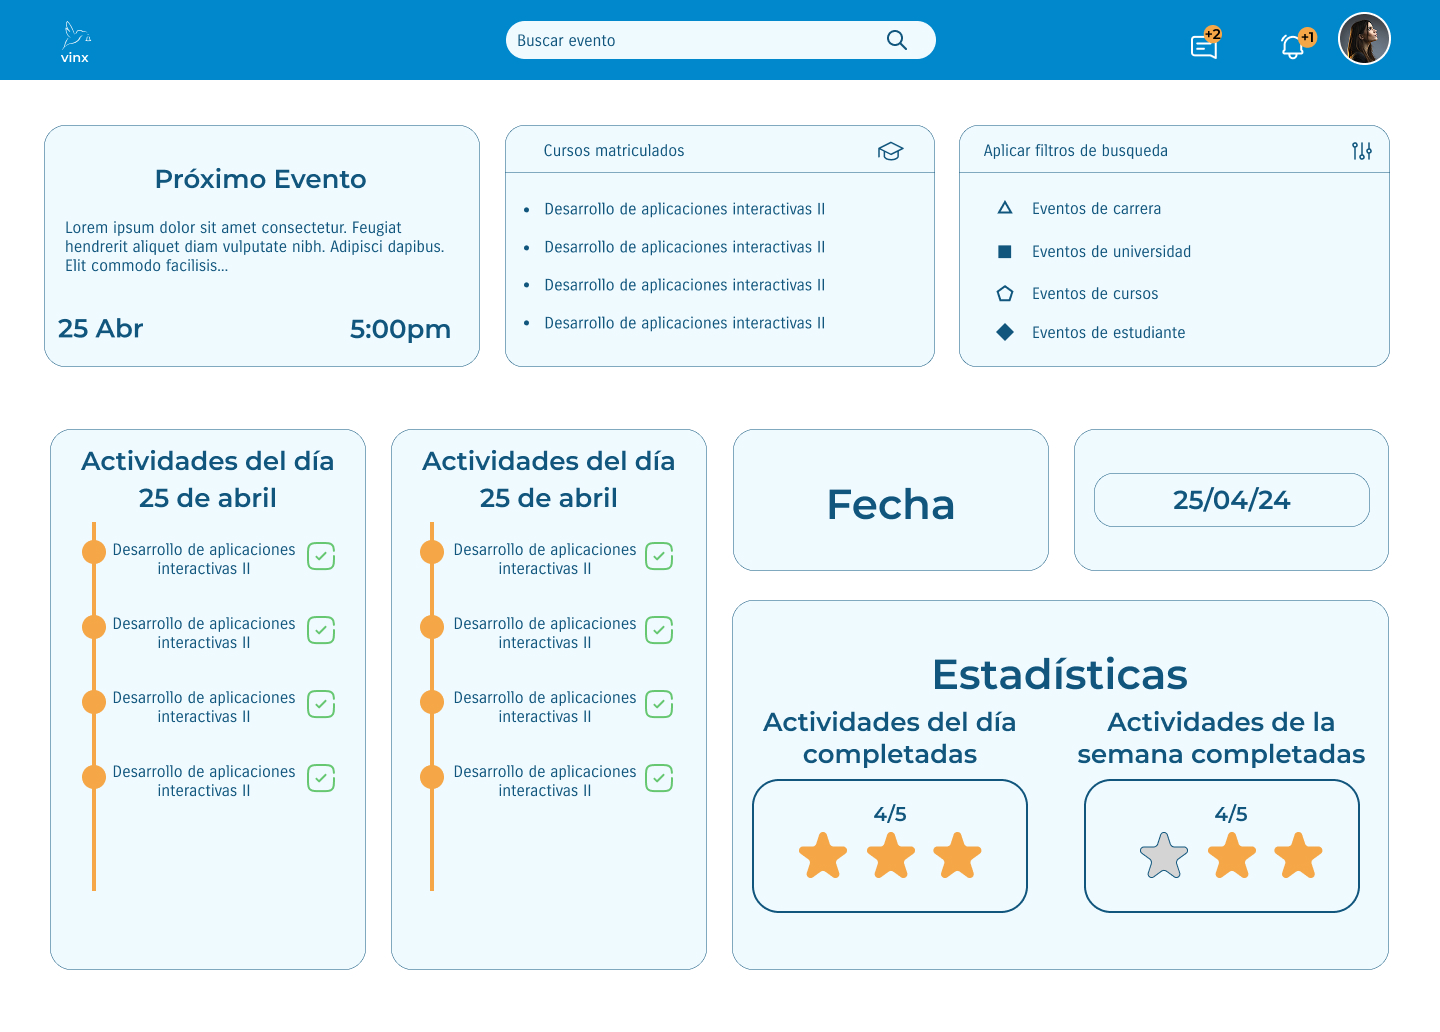 vinx
Buscar evento
+2
+1
Próximo Evento
Lorem ipsum dolor sit amet consectetur. Feugiat
hendrerit aliquet diam vulputate nibh. Adipisci dapibus.
Elit commodo facilisis...
25 Abr
5:00pm
Cursos matriculados
• Desarrollo de aplicaciones interactivas II
• Desarrollo de aplicaciones interactivas II
• Desarrollo de aplicaciones interactivas II
• Desarrollo de aplicaciones interactivas II
Aplicar filtros de busqueda
Eventos de carrera
Eventos de universidad
Eventos de cursos
Eventos de estudiante
Actividades del día
25 de abril
Desarrollo de aplicaciones
interactivas II
Desarrollo de aplicaciones
interactivas II
Desarrollo de aplicaciones
interactivas II
Desarrollo de aplicaciones
interactivas II
Actividades del día
25 de abril
Desarrollo de aplicaciones
interactivas II
Desarrollo de aplicaciones
interactivas II
Desarrollo de aplicaciones
interactivas II
Desarrollo de aplicaciones
interactivas II
Fecha
25/04/24
Estadísticas
Actividades del día
completadas
4/5
Actividades de la
semana completadas
4/5